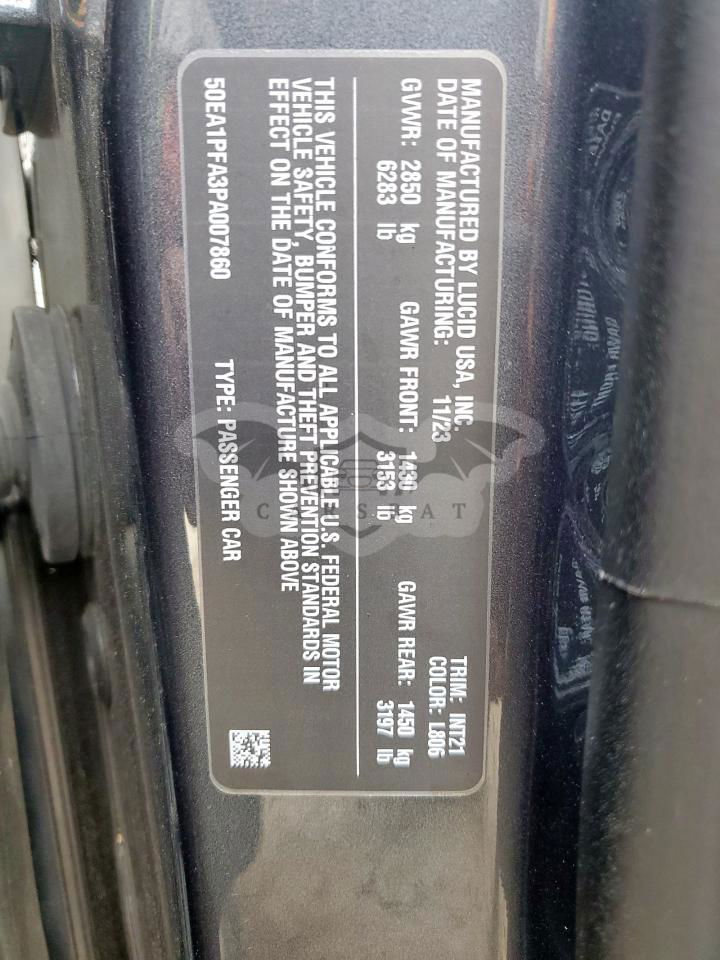 MANUFACTURED BY LUCID USA, INC. TRIM: INT21
DATE OF MANUFACTURING: 11/23 COLOR: L806
GVWR: 2850 kg GAWR FRONT: 1430 kg GAWR REAR: 1450 kg
6283 lb 3153 lb 3197 lb
THIS VEHICLE CONFORMS TO ALL APPLICABLE U.S. FEDERAL MOTOR
VEHICLE SAFETY, BUMPER AND THEFT PREVENTION STANDARDS IN
EFFECT ON THE DATE OF MANUFACTURE SHOWN ABOVE
50EA1PFA3PA007860 TYPE: PASSENGER CAR